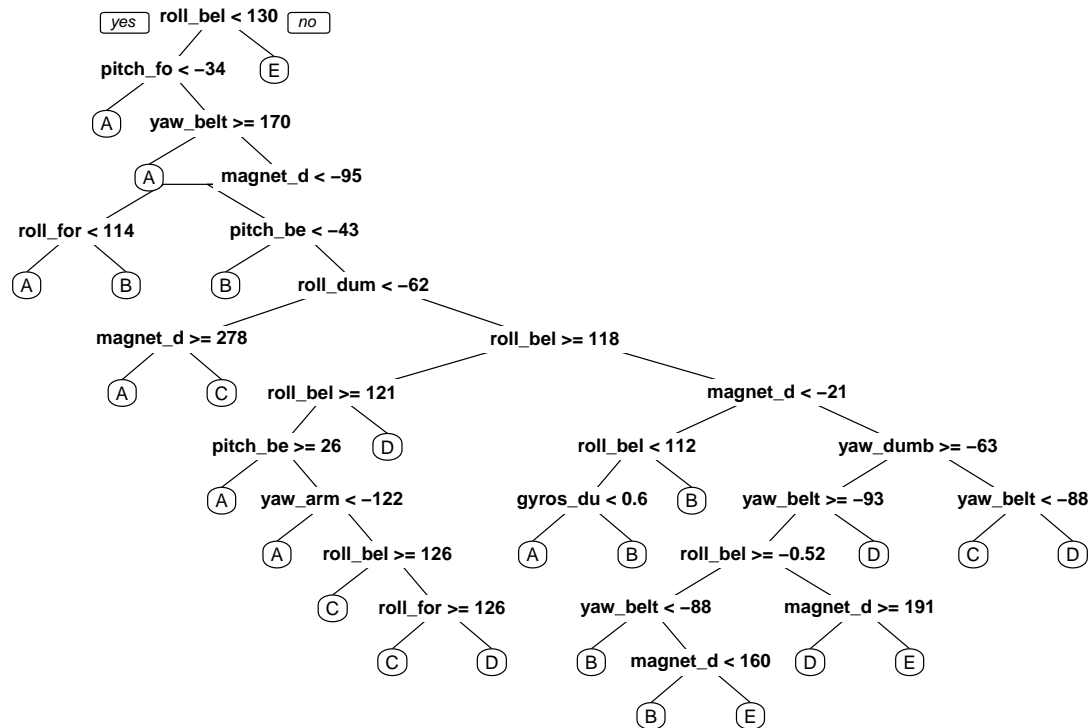 yes roll_bel < 130 no
pitch_fo < −34 E
A yaw_belt >= 170
A magnet_d < −95
roll_for < 114 pitch_be < −43
A B B roll_dum < −62
magnet_d >= 278 roll_bel >= 118
A C roll_bel >= 121 magnet_d < −21
pitch_be >= 26 D roll_bel < 112 yaw_dumb >= −63
A yaw_arm < −122 gyros_du < 0.6 B yaw_belt >= −93 yaw_belt < −88
A roll_bel >= 126 A B roll_bel >= −0.52 D C D
C roll_for >= 126 yaw_belt < −88 magnet_d >= 191
C D B magnet_d < 160 D E
B E